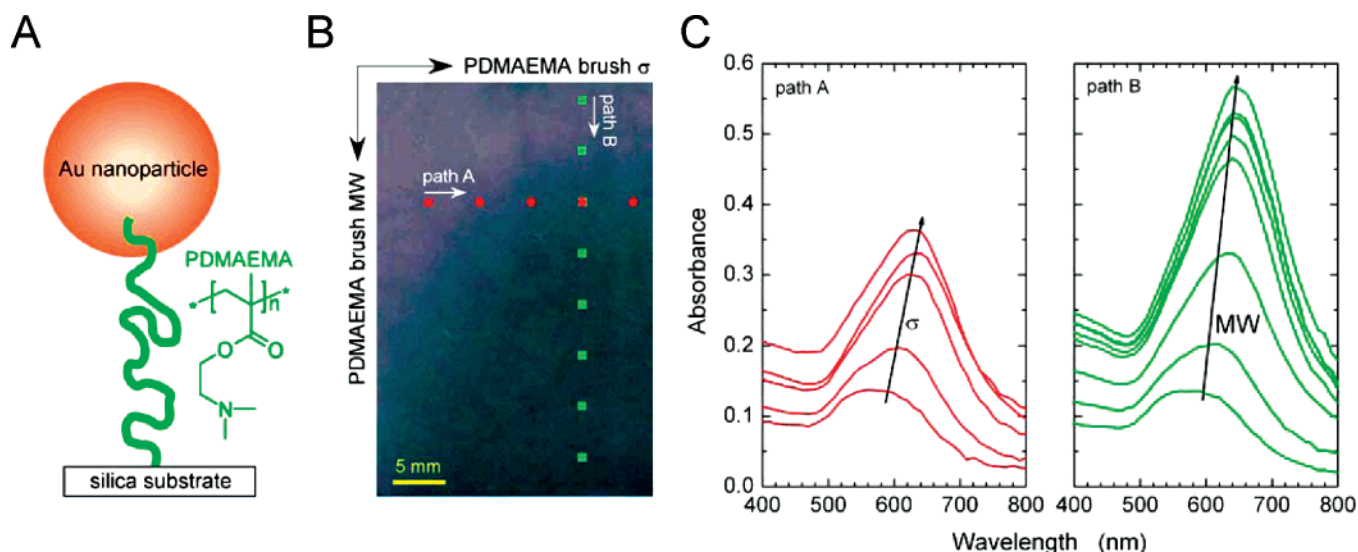 A
Au nanoparticle
PDMAEMA
*
n
*
O
O
N
silica substrate
B
PDMAEMA brush σ
PDMAEMA brush MW
path B
path A
5 mm
C
Absorbance
0.6
0.5
0.4
0.3
0.2
0.1
0.0
path A
σ
400 500 600 700 800
path B
MW
400 500 600 700 800
Wavelength (nm)